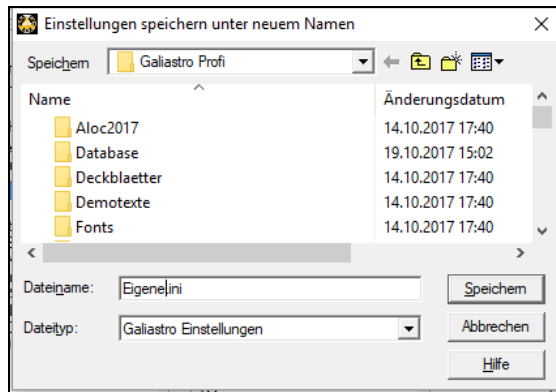 Einstellungen speichern unter neuem Namen
Speichern Galiastro Profi
Name Änderungsdatum
Aloc2017 14.10.2017 17:40
Database 19.10.2017 15:02
Deckblaetter 14.10.2017 17:40
Demotexte 14.10.2017 17:40
Fonts 14.10.2017 17:40
Dateiname: Eigene.ini Speichern
Dateityp: Galiastro Einstellungen Abbrechen
Hilfe